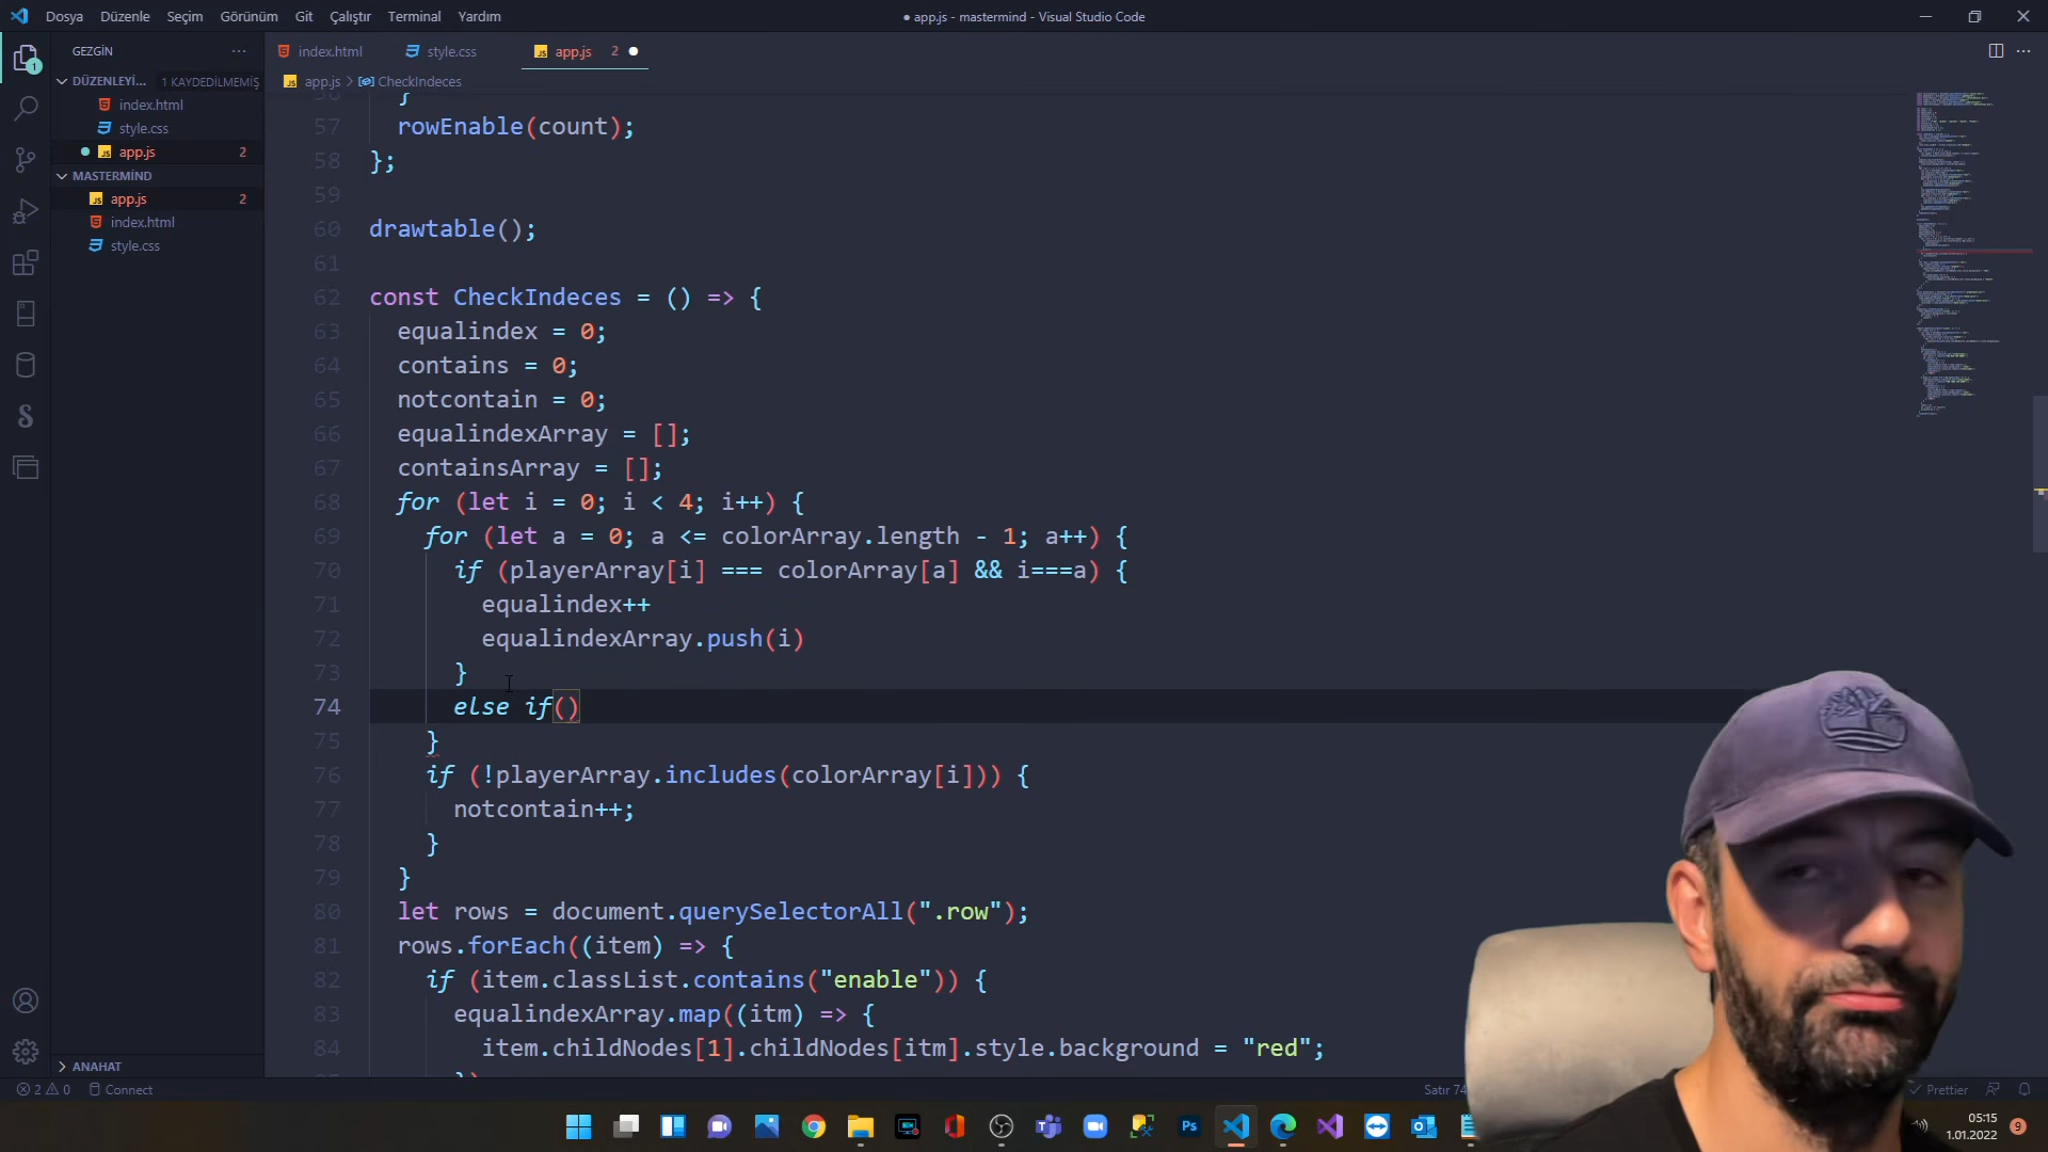 Dosya Düzenle Seçim Görünüm Git Çalıştır Terminal Yardım
● app.js - mastermind - Visual Studio Code
GEZGİN
index.html style.css app.js 2
DÜZENLEYİ... 1 KAYDEDİLMEMİŞ
app.js > CheckIndeces
index.html
style.css
app.js 2
MASTERMİND
app.js 2
index.html
style.css
1
57 rowEnable(count);
58 };
59
60 drawtable();
61
62 const CheckIndeces = () => {
63 equalindex = 0;
64 contains = 0;
65 notcontain = 0;
66 equalindexArray = [];
67 containsArray = [];
68 for (let i = 0; i < 4; i++) {
69 for (let a = 0; a <= colorArray.length - 1; a++) {
70 if (playerArray[i] === colorArray[a] && i===a) {
71 equalindex++
72 equalindexArray.push(i)
73 }
74 else if()
75 }
76 if (!playerArray.includes(colorArray[i])) {
77 notcontain++;
78 }
79 }
80 let rows = document.querySelectorAll(".row");
81 rows.forEach((item) => {
82 if (item.classList.contains("enable")) {
83 equalindexArray.map((itm) => {
84 item.childNodes[1].childNodes[itm].style.background = "red";
ANAHAT
2 0 Connect
Satır 74
Prettier
Ps
05:15
1.01.2022
9